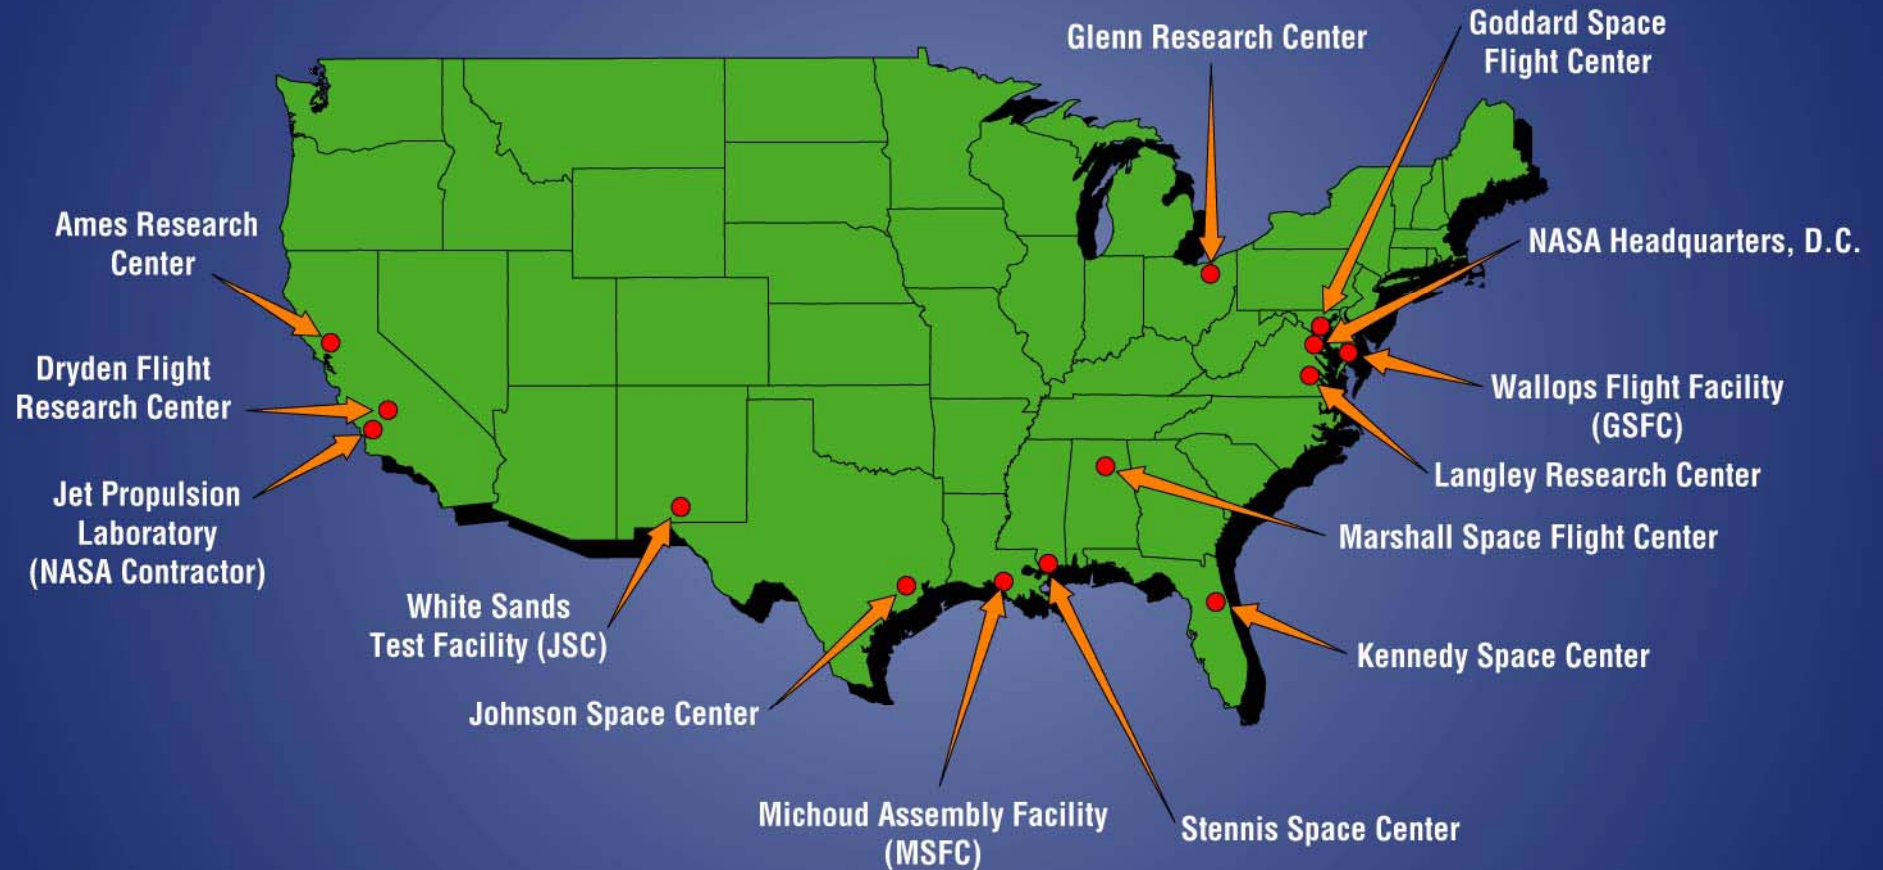 Glenn Research Center
Goddard Space
Flight Center
Ames Research
Center
NASA Headquarters, D.C.
Dryden Flight
Research Center
Wallops Flight Facility
(GSFC)
Langley Research Center
Jet Propulsion
Laboratory
(NASA Contractor)
Marshall Space Flight Center
White Sands
Test Facility (JSC)
Kennedy Space Center
Johnson Space Center
Michoud Assembly Facility
(MSFC)
Stennis Space Center